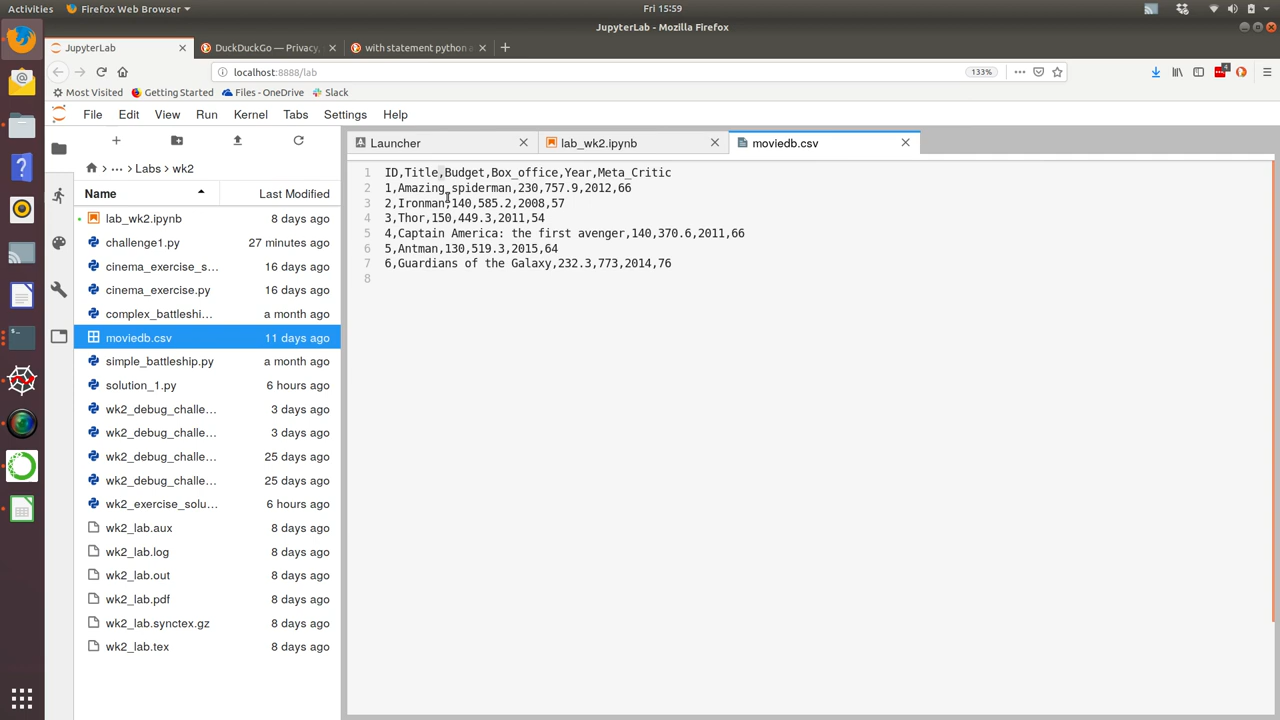 Activities
Firefox Web Browser
Fri 15:59
JupyterLab - Mozilla Firefox
JupyterLab
DuckDuckGo — Privacy,
with statement python a
localhost:8888/lab
133%
4
Most Visited
Getting Started
Files - OneDrive
Slack
File Edit View Run Kernel Tabs Settings Help
Launcher
lab_wk2.ipynb
moviedb.csv
... > Labs > wk2
Name Last Modified
lab_wk2.ipynb 8 days ago
challenge1.py 27 minutes ago
cinema_exercise_s... 16 days ago
cinema_exercise.py 16 days ago
complex_battleshi... a month ago
moviedb.csv 11 days ago
simple_battleship.py a month ago
solution_1.py 6 hours ago
wk2_debug_challe... 3 days ago
wk2_debug_challe... 3 days ago
wk2_debug_challe... 25 days ago
wk2_debug_challe... 25 days ago
wk2_exercise_solu... 6 hours ago
wk2_lab.aux 8 days ago
wk2_lab.log 8 days ago
wk2_lab.out 8 days ago
wk2_lab.pdf 8 days ago
wk2_lab.synctex.gz 8 days ago
wk2_lab.tex 8 days ago
1 ID,Title,Budget,Box_office,Year,Meta_Critic
2 1,Amazing_spiderman,230,757.9,2012,66
3 2,Ironman,140,585.2,2008,57
4 3,Thor,150,449.3,2011,54
5 4,Captain America: the first avenger,140,370.6,2011,66
6 5,Antman,130,519.3,2015,64
7 6,Guardians of the Galaxy,232.3,773,2014,76
8